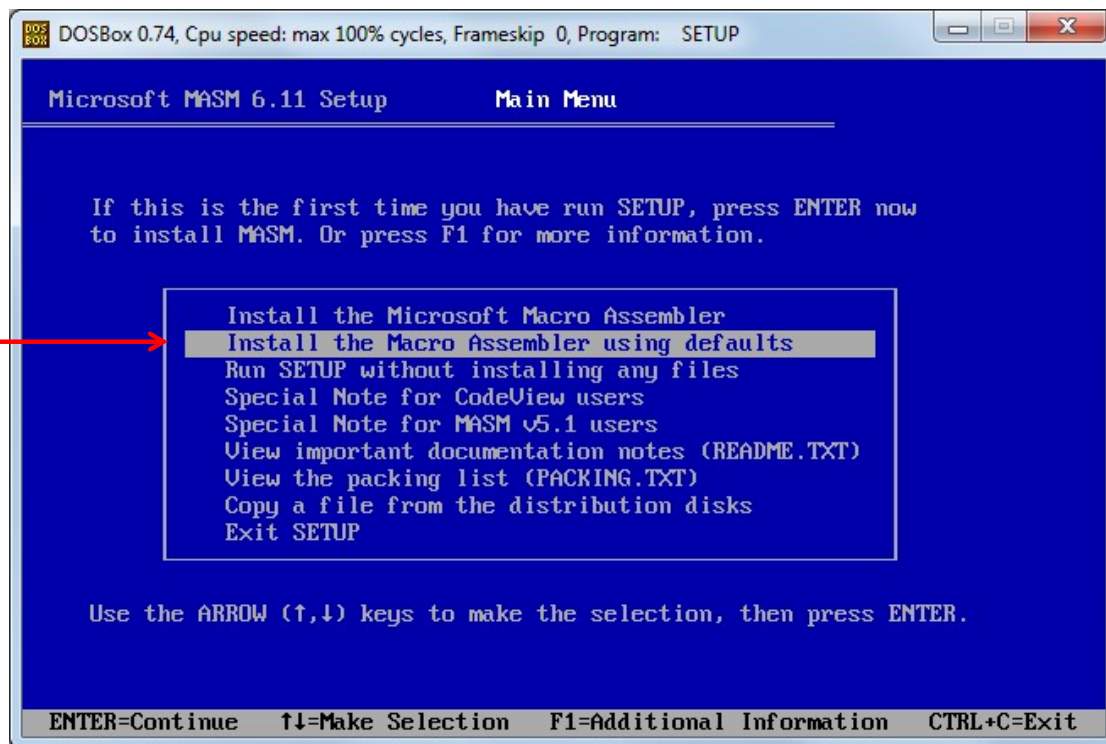 DOSBox 0.74, Cpu speed: max 100% cycles, Frameskip 0, Program: SETUP
Microsoft MASM 6.11 Setup Main Menu
If this is the first time you have run SETUP, press ENTER now
to install MASM. Or press F1 for more information.
Install the Microsoft Macro Assembler
Install the Macro Assembler using defaults
Run SETUP without installing any files
Special Note for CodeView users
Special Note for MASM v5.1 users
View important documentation notes (README.TXT)
View the packing list (PACKING.TXT)
Copy a file from the distribution disks
Exit SETUP
Use the ARROW (↑,↓) keys to make the selection, then press ENTER.
ENTER=Continue ↑↓=Make Selection F1=Additional Information CTRL+C=Exit